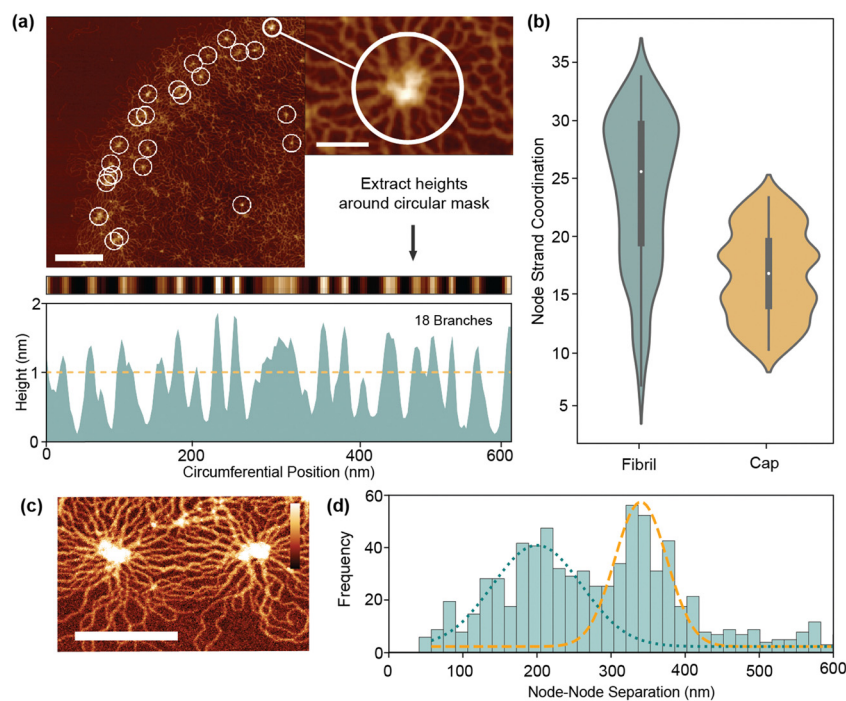 (a)
Extract heights
around circular mask
2
1
0
Height (nm)
18 Branches
0
200
400
600
Circumferential Position (nm)
(b)
35
30
25
20
15
10
5
Node Strand Coordination
Fibril
Cap
(c)
(d)
60
40
20
0
Frequency
0
100
200
300
400
500
600
Node-Node Separation (nm)